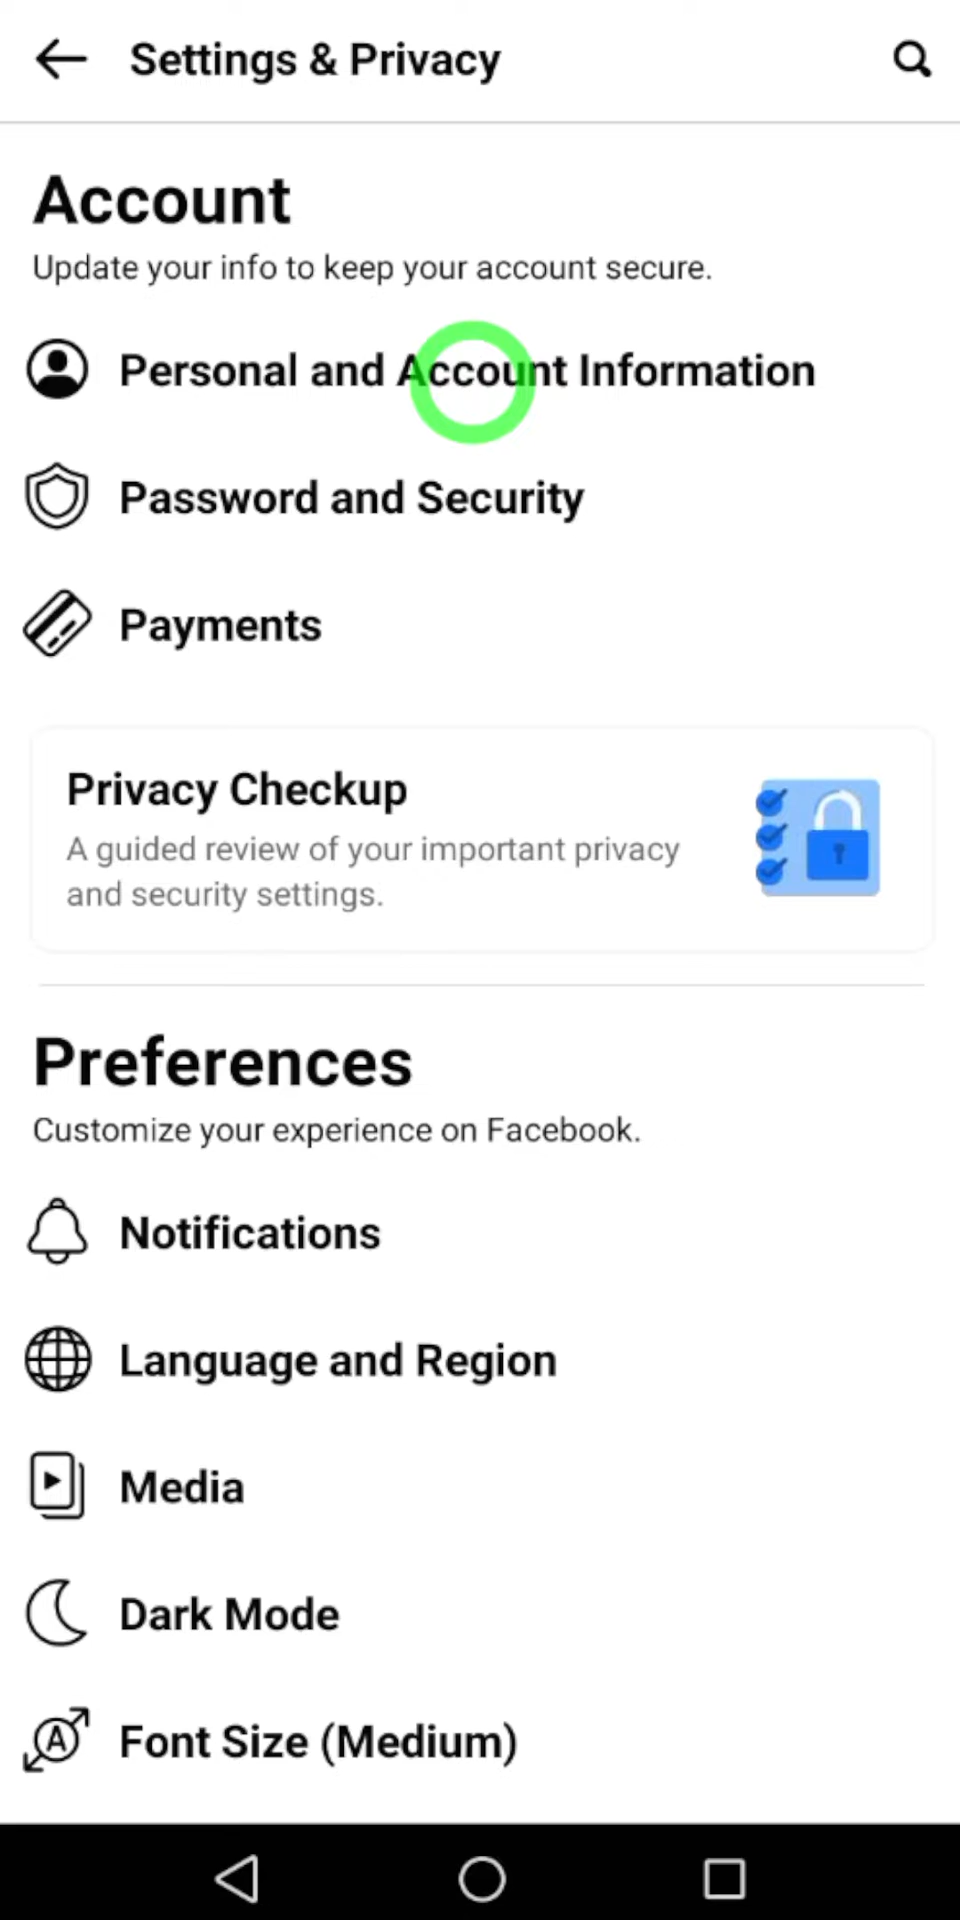 Settings & Privacy
Account
Update your info to keep your account secure.
Personal and Account Information
Password and Security
Payments
Privacy Checkup
A guided review of your important privacy
and security settings.
Preferences
Customize your experience on Facebook.
Notifications
Language and Region
Media
Dark Mode
A
Font Size (Medium)